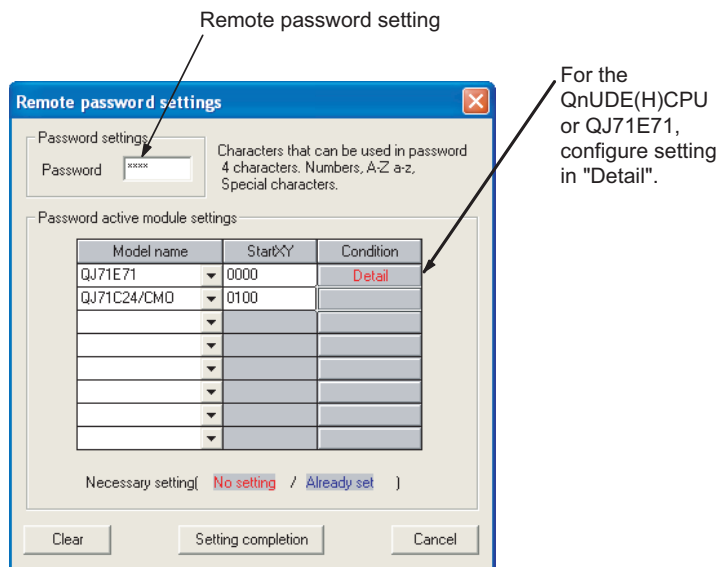 Remote password setting
For the
QnUDE(H)CPU
or QJ71E71,
configure setting
in "Detail".
Remote password settings
Password settings
Password xxxx
Characters that can be used in password
4 characters. Numbers, A-Z a-z,
Special characters.
Password active module settings
Model name StartXY Condition
QJ71E71 0000 Detail
QJ71C24/CMO 0100
Necessary setting( No setting / Already set )
Clear Setting completion Cancel